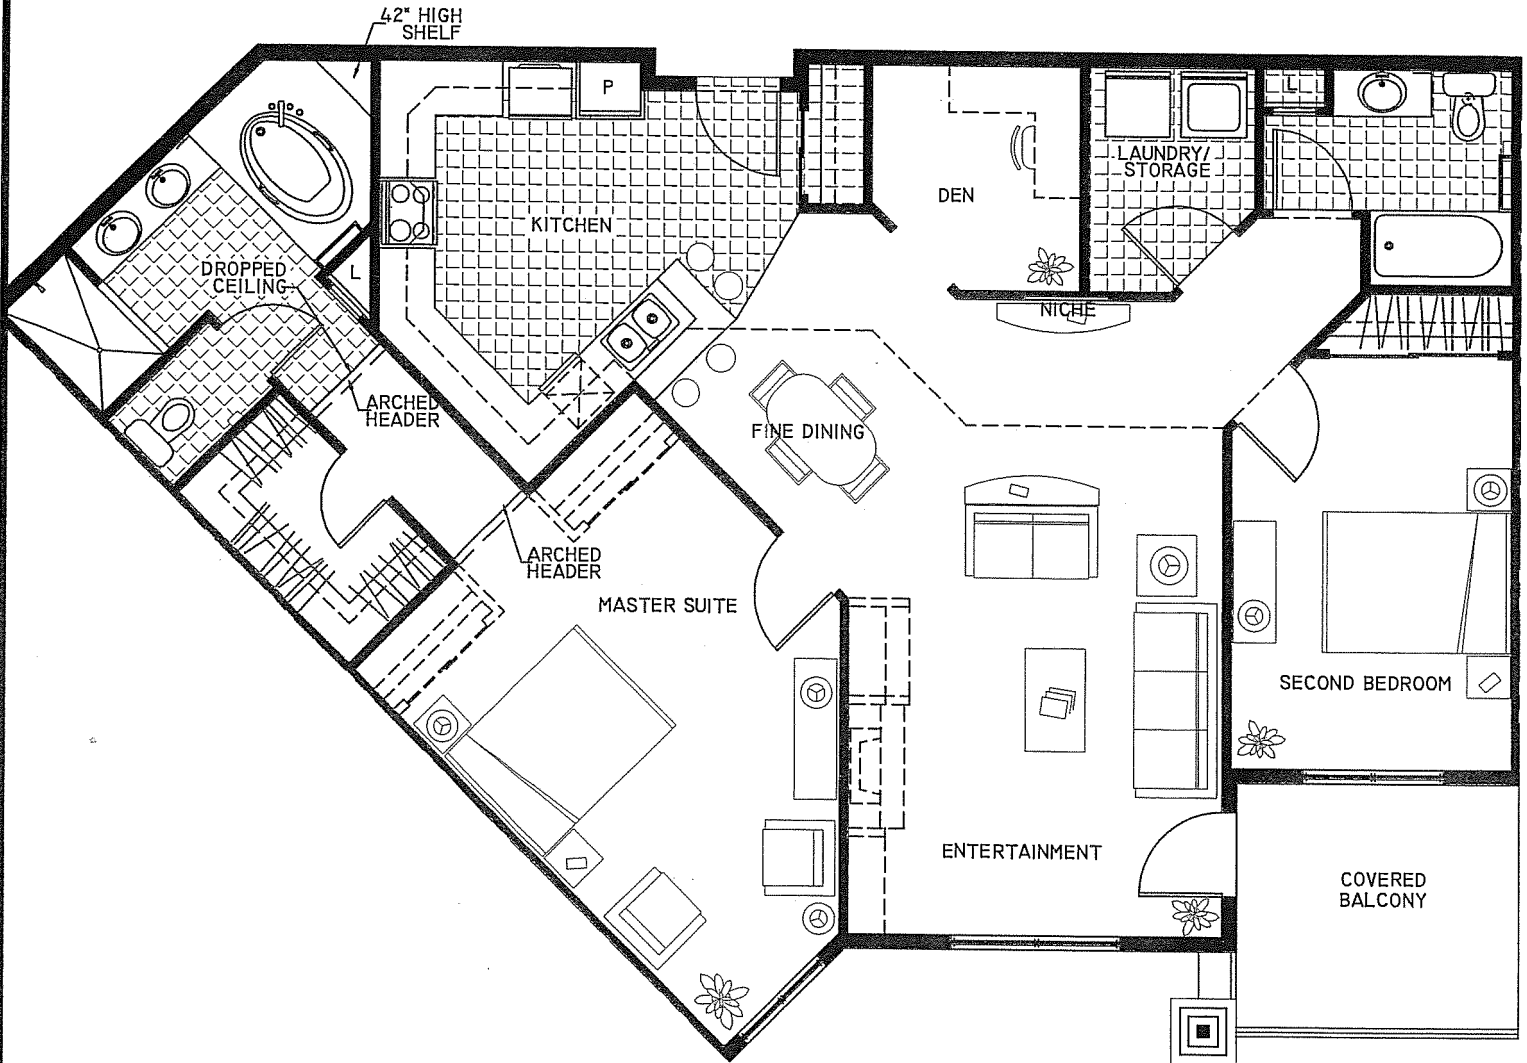 42" HIGH
SHELF
P
L
LAUNDRY/
STORAGE
DEN
KITCHEN
DROPPED
CEILING
L
NICHE
ARCHED
HEADER
FINE DINING
ARCHED
HEADER
MASTER SUITE
SECOND BEDROOM
ENTERTAINMENT
COVERED
BALCONY